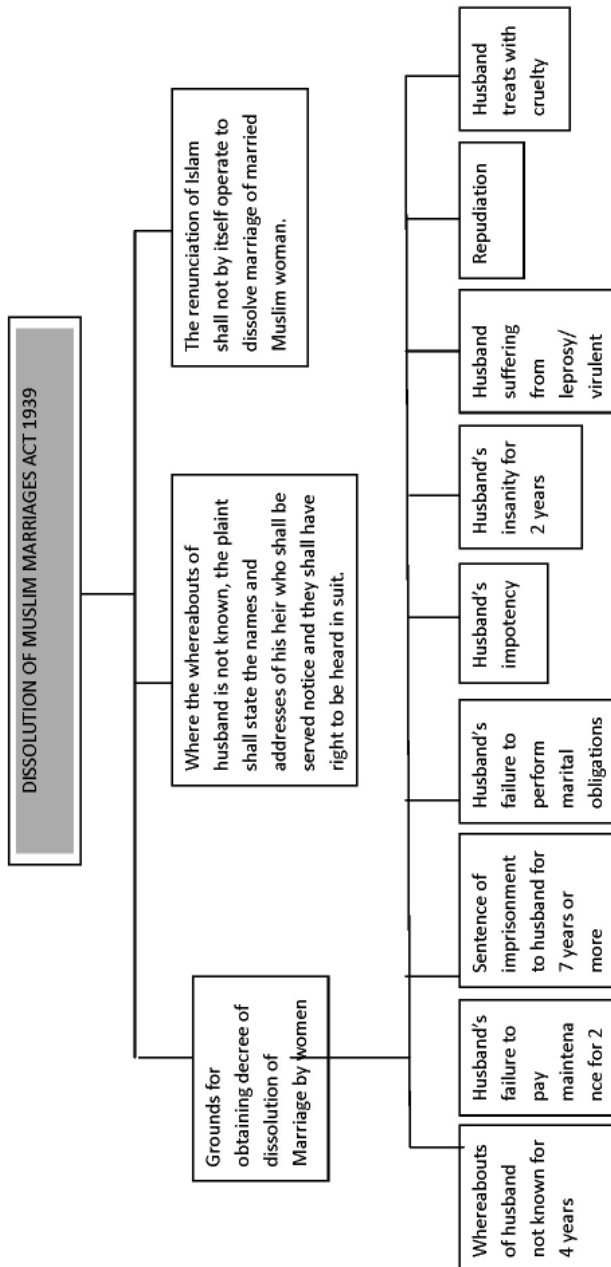 DISSOLUTION OF MUSLIM MARRIAGES ACT 1939
Grounds for
obtaining decree of
dissolution of
Marriage by women
Where the whereabouts of
husband is not known, the plaint
shall state the names and
addresses of his heir who shall be
served notice and they shall have
right to be heard in suit.
The renunciation of Islam
shall not by itself operate to
dissolve marriage of married
Muslim woman.
Whereabouts
of husband
not known for
4 years
Husband's
failure to
pay
maintena
nce for 2
Sentence of
imprisonment
to husband for
7 years or
more
Husband's
failure to
perform
marital
obligations
Husband's
impotency
Husband's
insanity for
2 years
Husband
suffering
from
leprosy/
virulent
Repudiation
Husband
treats with
cruelty